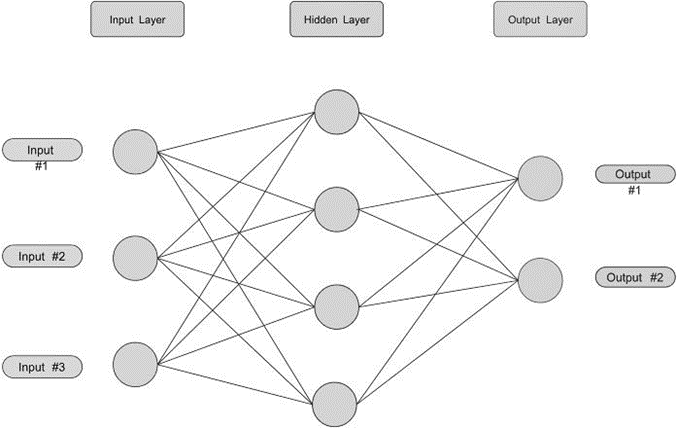 Input Layer
Hidden Layer
Output Layer
Input
#1
Input #2
Input #3
Output
#1
Output #2